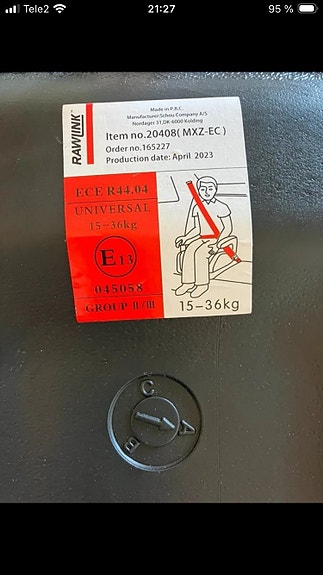 Tele2
21:27
95 %
RAWLINK
Made in P.R.C.
Manufacturer:Schou Company A/S
Nordager 31,DK-6000 Kolding
Item no.20408( MXZ-EC )
Order no.165227
Production date: April 2023
ECE R44.04
UNIVERSAL
15-36kg
E13
045058
GROUP II/III
15-36kg
C
A
B